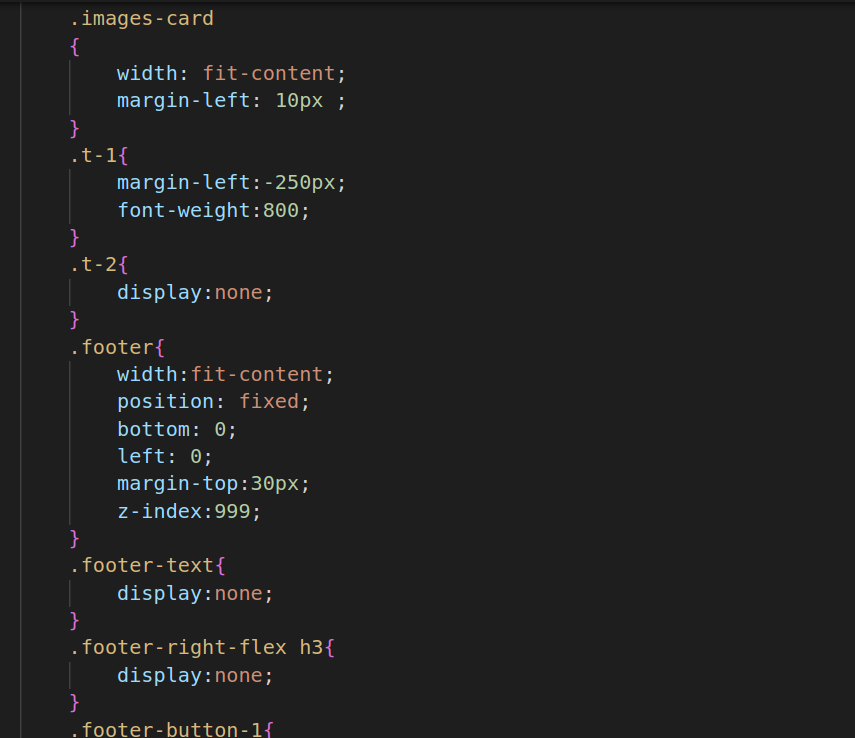 .images-card
{
width: fit-content;
margin-left: 10px ;
}
.t-1{
margin-left:-250px;
font-weight:800;
}
.t-2{
display:none;
}
.footer{
width:fit-content;
position: fixed;
bottom: 0;
left: 0;
margin-top:30px;
z-index:999;
}
.footer-text{
display:none;
}
.footer-right-flex h3{
display:none;
}
.footer-button-1{